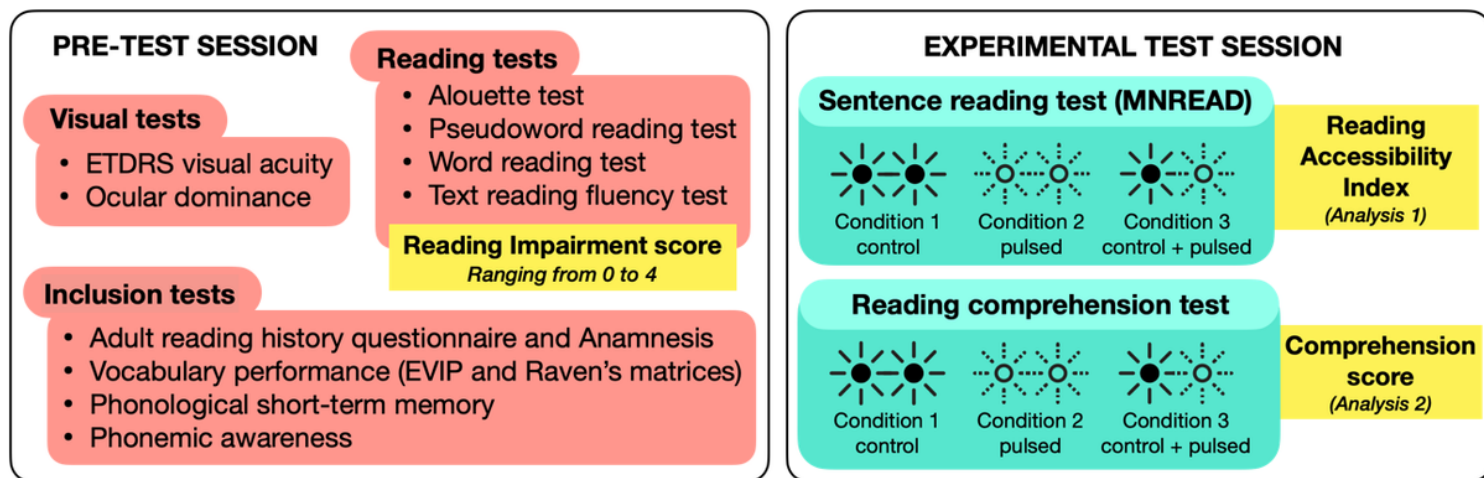 PRE-TEST SESSION
Visual tests
• ETDRS visual acuity
• Ocular dominance
Reading tests
• Alouette test
• Pseudoword reading test
• Word reading test
• Text reading fluency test
Reading Impairment score
Ranging from 0 to 4
Inclusion tests
• Adult reading history questionnaire and Anamnesis
• Vocabulary performance (EVIP and Raven's matrices)
• Phonological short-term memory
• Phonemic awareness
EXPERIMENTAL TEST SESSION
Sentence reading test (MNREAD)
Condition 1
control
Condition 2
pulsed
Condition 3
control + pulsed
Reading
Accessibility
Index
(Analysis 1)
Reading comprehension test
Condition 1
control
Condition 2
pulsed
Condition 3
control + pulsed
Comprehension
score
(Analysis 2)